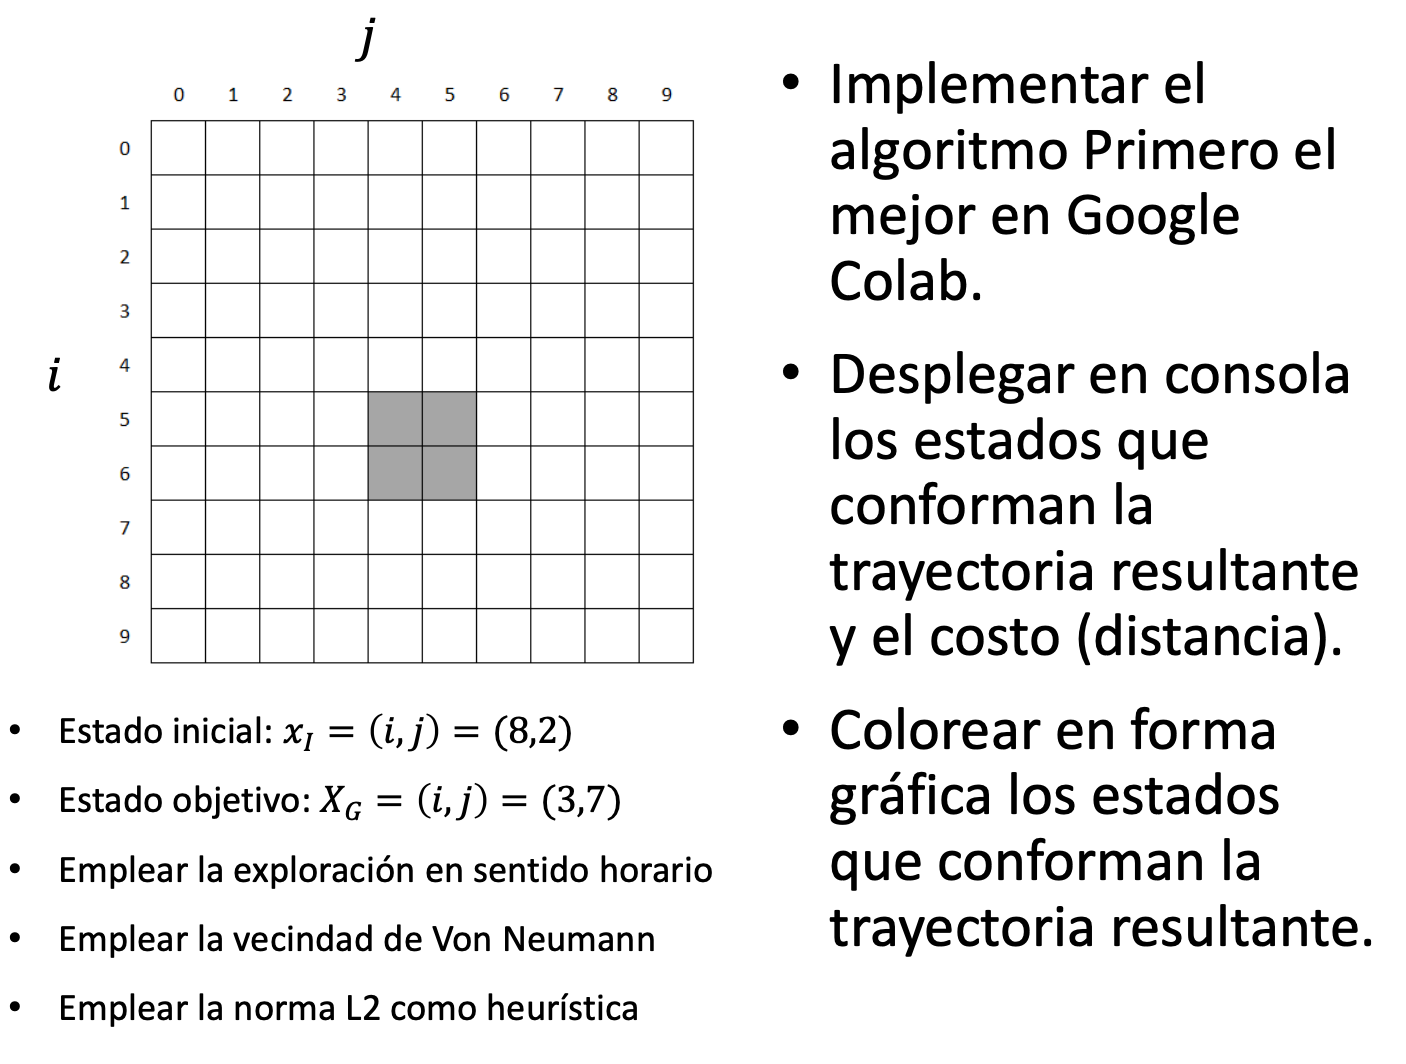 j
0 1 2 3 4 5 6 7 8 9
0
1
2
3
4
i
5
6
7
8
9
• Estado inicial: x_I = (i, j) = (8,2)
• Estado objetivo: X_G = (i, j) = (3,7)
• Emplear la exploración en sentido horario
• Emplear la vecindad de Von Neumann
• Emplear la norma L2 como heurística
• Implementar el
algoritmo Primero el
mejor en Google
Colab.
• Desplegar en consola
los estados que
conforman la
trayectoria resultante
y el costo (distancia).
• Colorear en forma
gráfica los estados
que conforman la
trayectoria resultante.